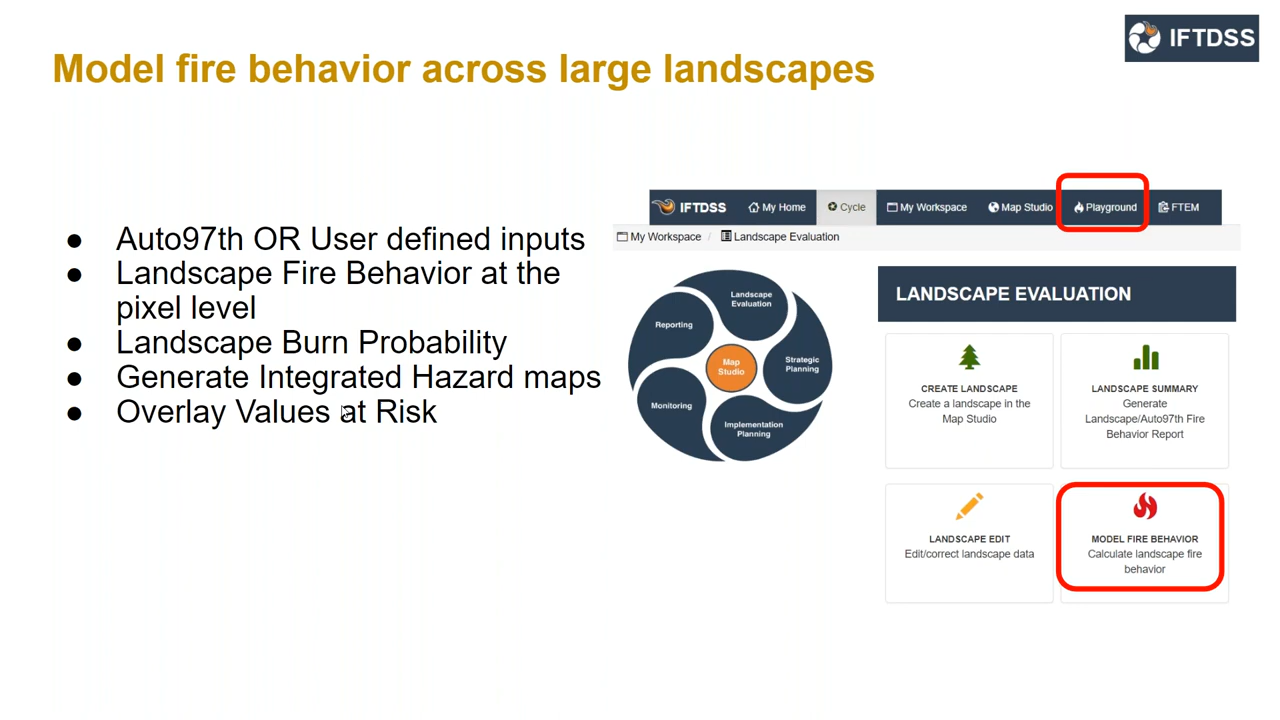 IFTDSS
Model fire behavior across large landscapes
● Auto97th OR User defined inputs
● Landscape Fire Behavior at the
pixel level
● Landscape Burn Probability
● Generate Integrated Hazard maps
● Overlay Values at Risk
IFTDSS My Home Cycle My Workspace Map Studio Playground FTEM
My Workspace / Landscape Evaluation
Landscape
Evaluation
Reporting
Strategic
Planning
Map
Studio
Monitoring
Implementation
Planning
LANDSCAPE EVALUATION
CREATE LANDSCAPE
Create a landscape in the
Map Studio
LANDSCAPE SUMMARY
Generate
Landscape/Auto97th Fire
Behavior Report
LANDSCAPE EDIT
Edit/correct landscape data
MODEL FIRE BEHAVIOR
Calculate landscape fire
behavior